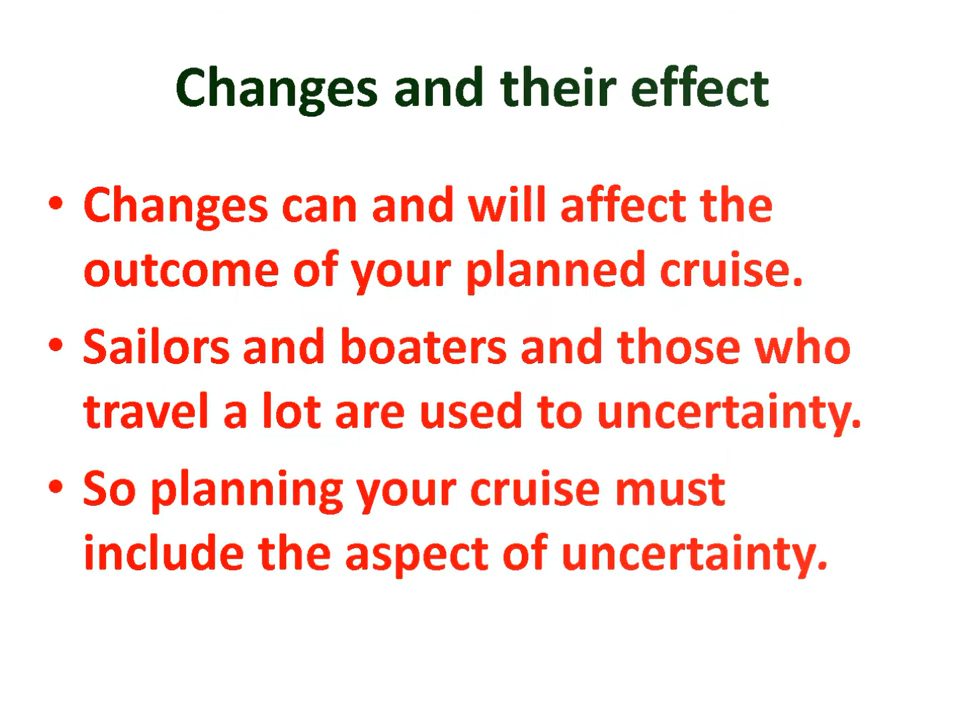 Changes and their effect
• Changes can and will affect the
outcome of your planned cruise.
• Sailors and boaters and those who
travel a lot are used to uncertainty.
• So planning your cruise must
include the aspect of uncertainty.